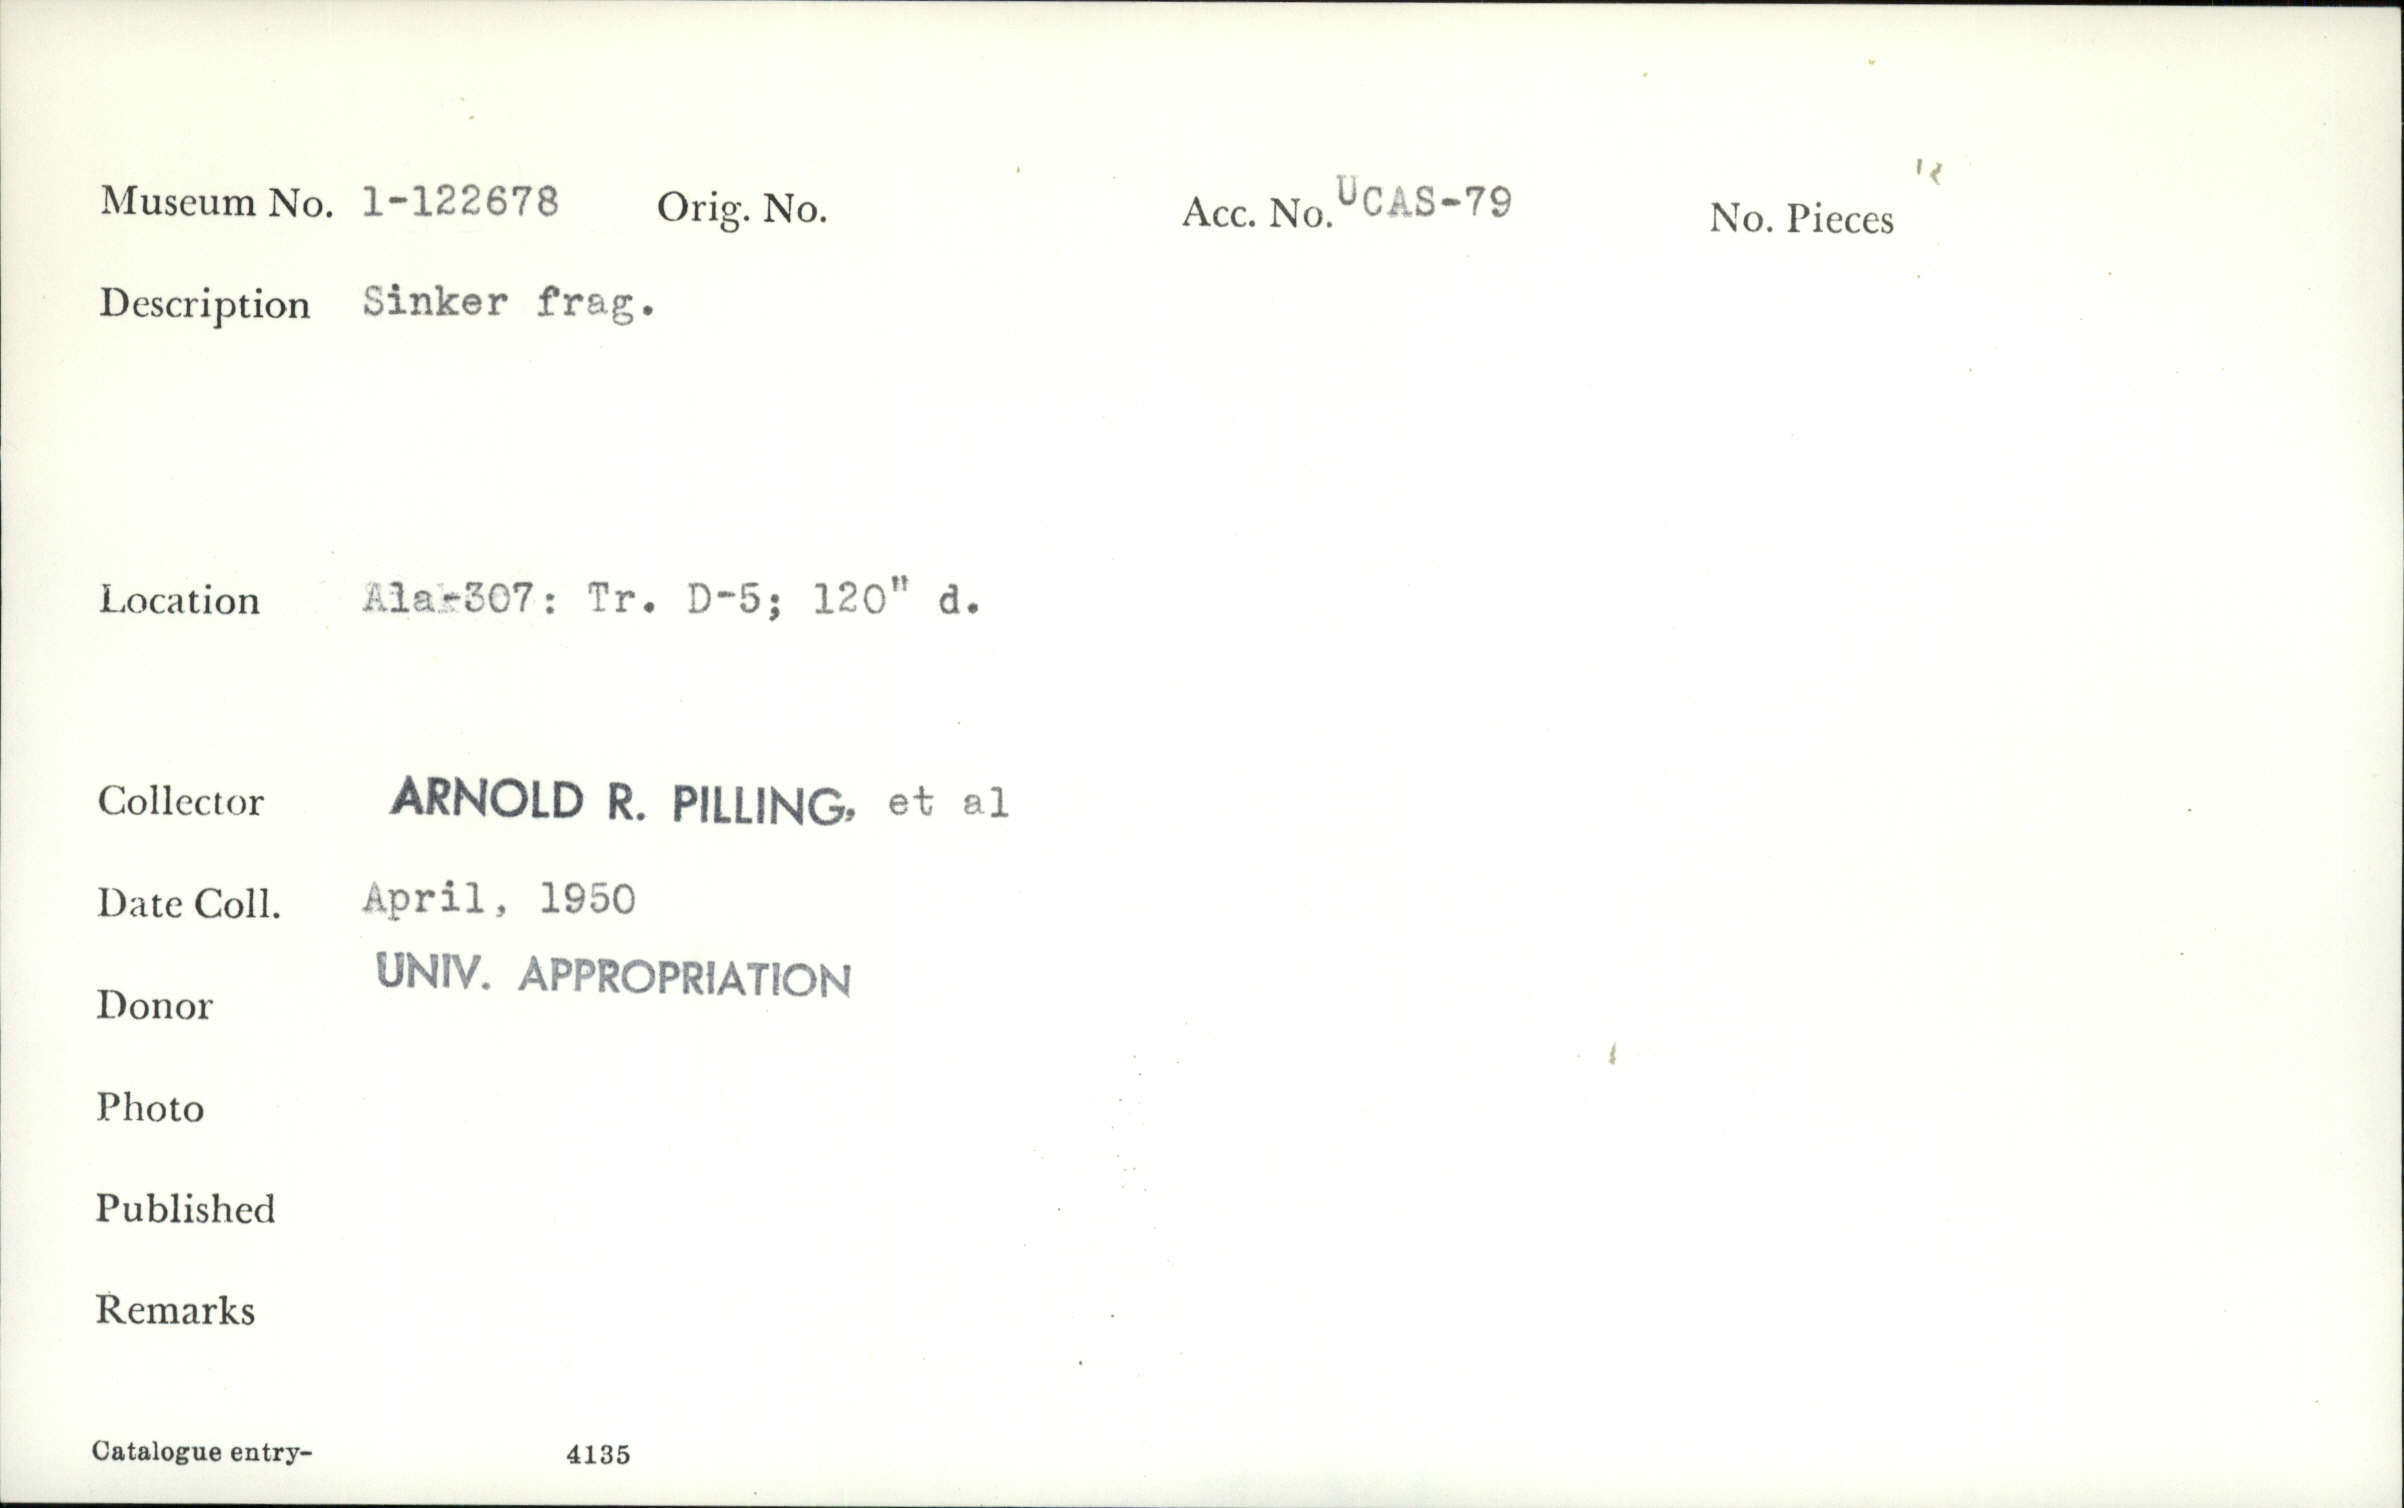 Museum No. 1-122678 Orig. No. Acc. No. UCAS-79 No. Pieces
Description Sinker frag.
Location Ala-307: Tr. D-5; 120" d.
Collector ARNOLD R. PILLING, et al
Date Coll. April, 1950
UNIV. APPROPRIATION
Donor
Photo
Published
Remarks
Catalogue entry- 4135